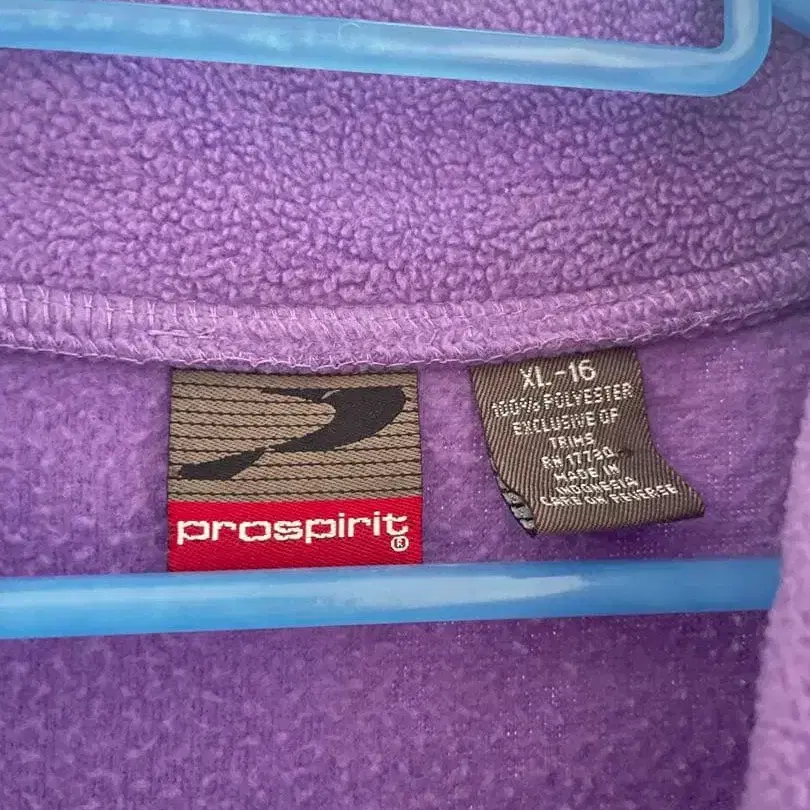 prospirit
®
XL-16
100% POLYESTER
EXCLUSIVE OF
TRIMS
RN 17730
MADE IN
INDONESIA
CARE ON REVERSE